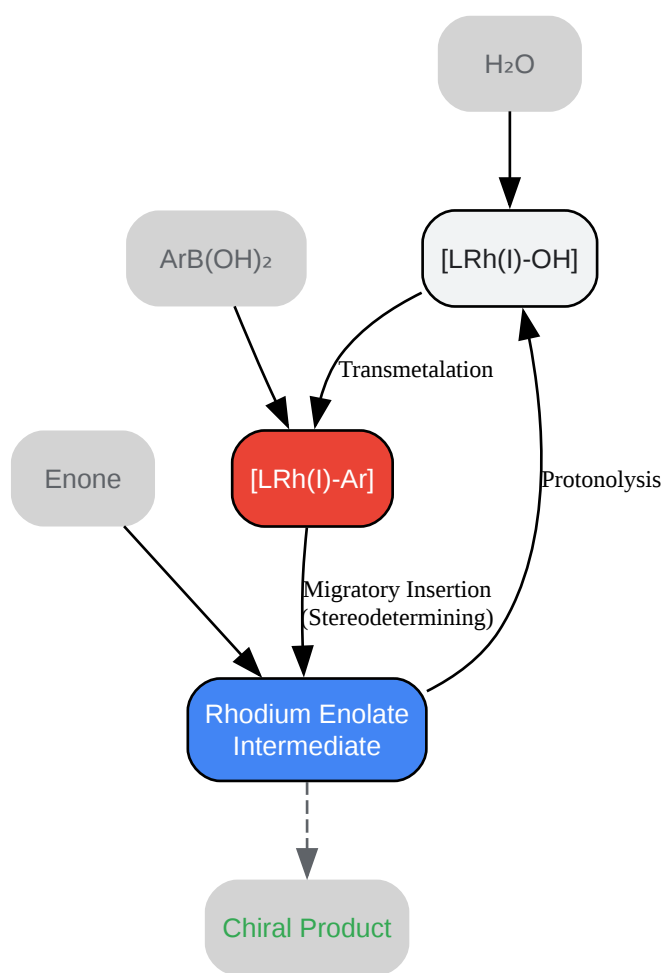 H₂O
ArB(OH)₂
[LRh(I)-OH]
Transmetalation
Enone
[LRh(I)-Ar]
Protonolysis
Migratory Insertion
(Stereodetermining)
Rhodium Enolate
Intermediate
Chiral Product